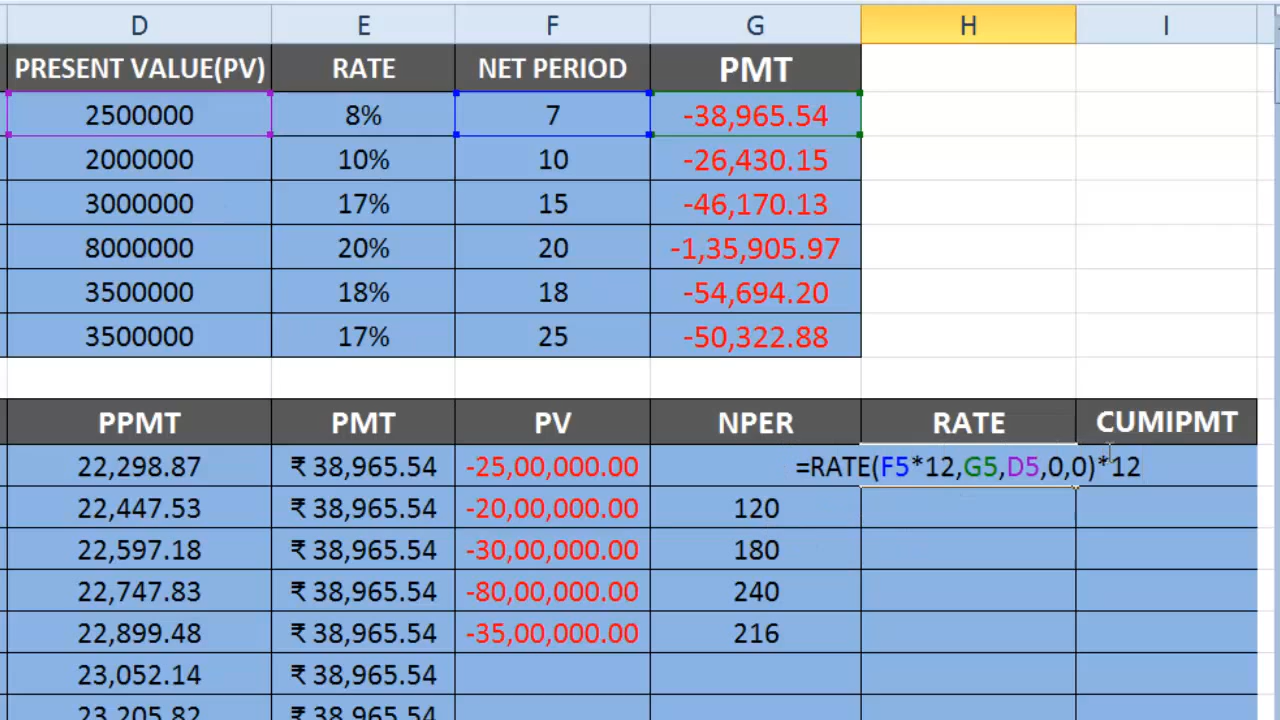 D E F G H I
PRESENT VALUE(PV) RATE NET PERIOD PMT
2500000 8% 7 -38,965.54
2000000 10% 10 -26,430.15
3000000 17% 15 -46,170.13
8000000 20% 20 -1,35,905.97
3500000 18% 18 -54,694.20
3500000 17% 25 -50,322.88
PPMT PMT PV NPER RATE CUMIPMT
22,298.87 ₹ 38,965.54 -25,00,000.00 =RATE(F5*12,G5,D5,0,0)*12
22,447.53 ₹ 38,965.54 -20,00,000.00 120
22,597.18 ₹ 38,965.54 -30,00,000.00 180
22,747.83 ₹ 38,965.54 -80,00,000.00 240
22,899.48 ₹ 38,965.54 -35,00,000.00 216
23,052.14 ₹ 38,965.54
23,205.82 ₹ 38,965.54